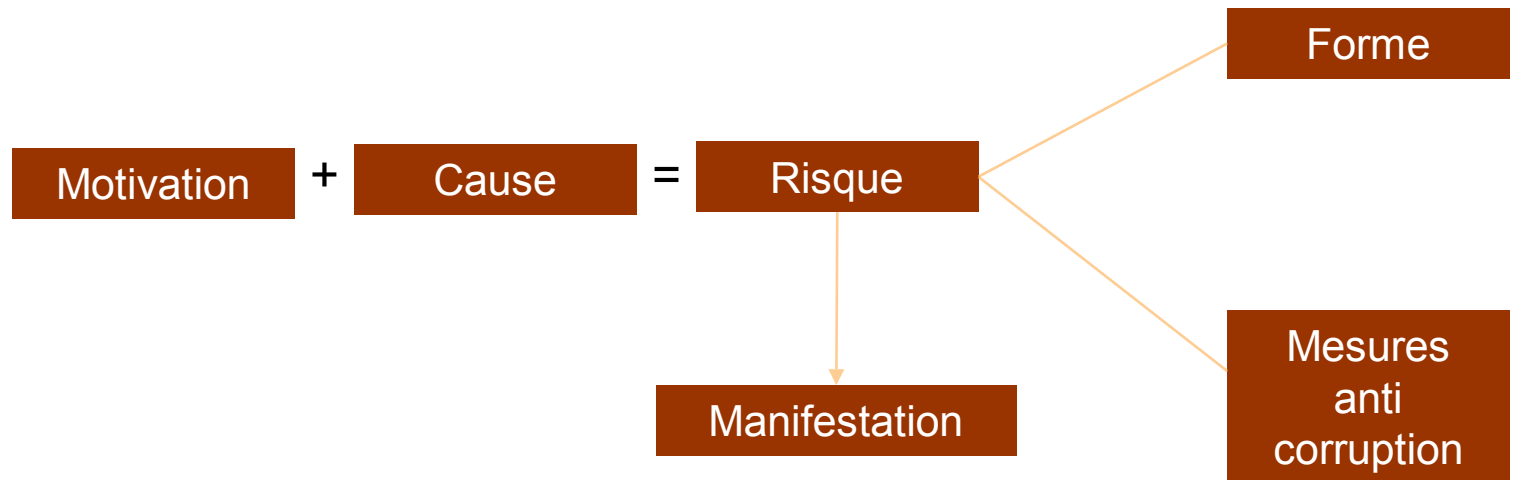 Forme
Motivation + Cause = Risque
Manifestation
Mesures
anti
corruption